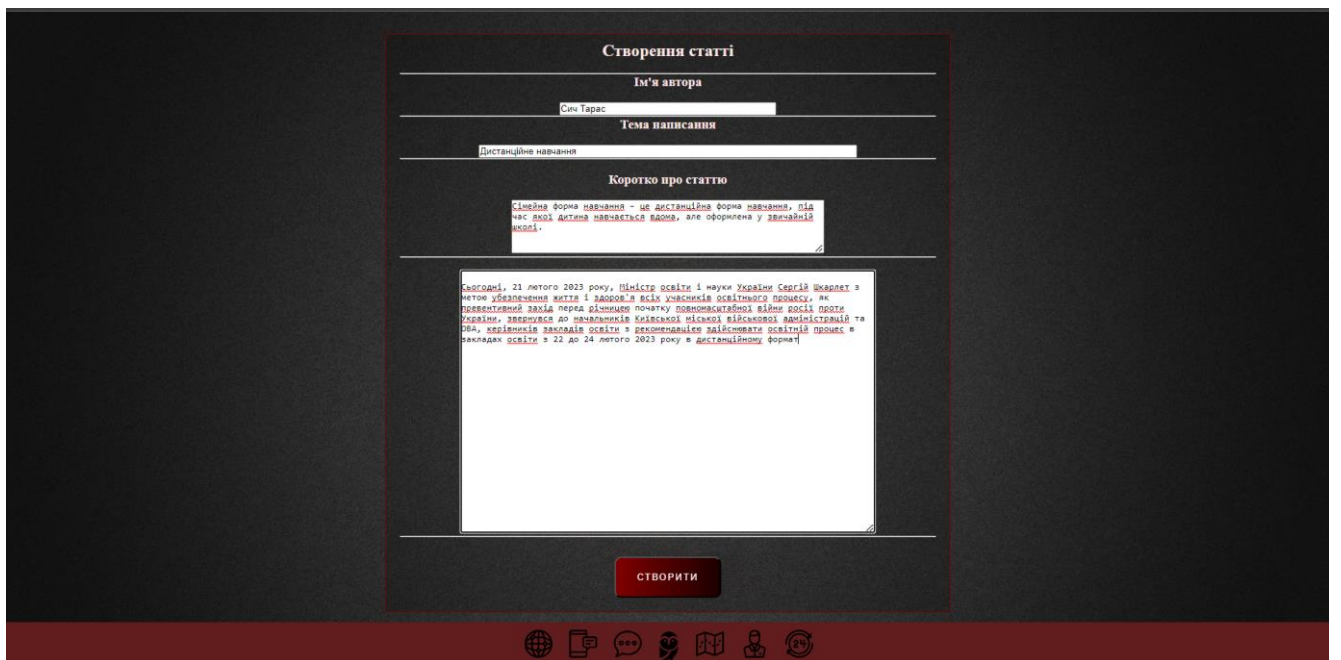 Створення статті
Ім'я автора
Сич Тарас
Тема написання
Дистанційне навчання
Коротко про статтю
Сімейна форма навчання – це дистанційна форма навчання, під
час якої дитина навчається вдома, але оформлена у звичайній
школі.
Сьогодні, 21 лютого 2023 року, Міністр освіти і науки України Сергій Шкарлет з
метою убезпечення життя і здоров'я всіх учасників освітнього процесу, як
превентивний захід перед річницею початку повномасштабної війни росії проти
України, звернувся до начальників Київської міської військової адміністрацій та
ОВА, керівників закладів освіти з рекомендацією здійснювати освітній процес в
закладах освіти з 22 до 24 лютого 2023 року в дистанційному формат
СТВОРИТИ
24